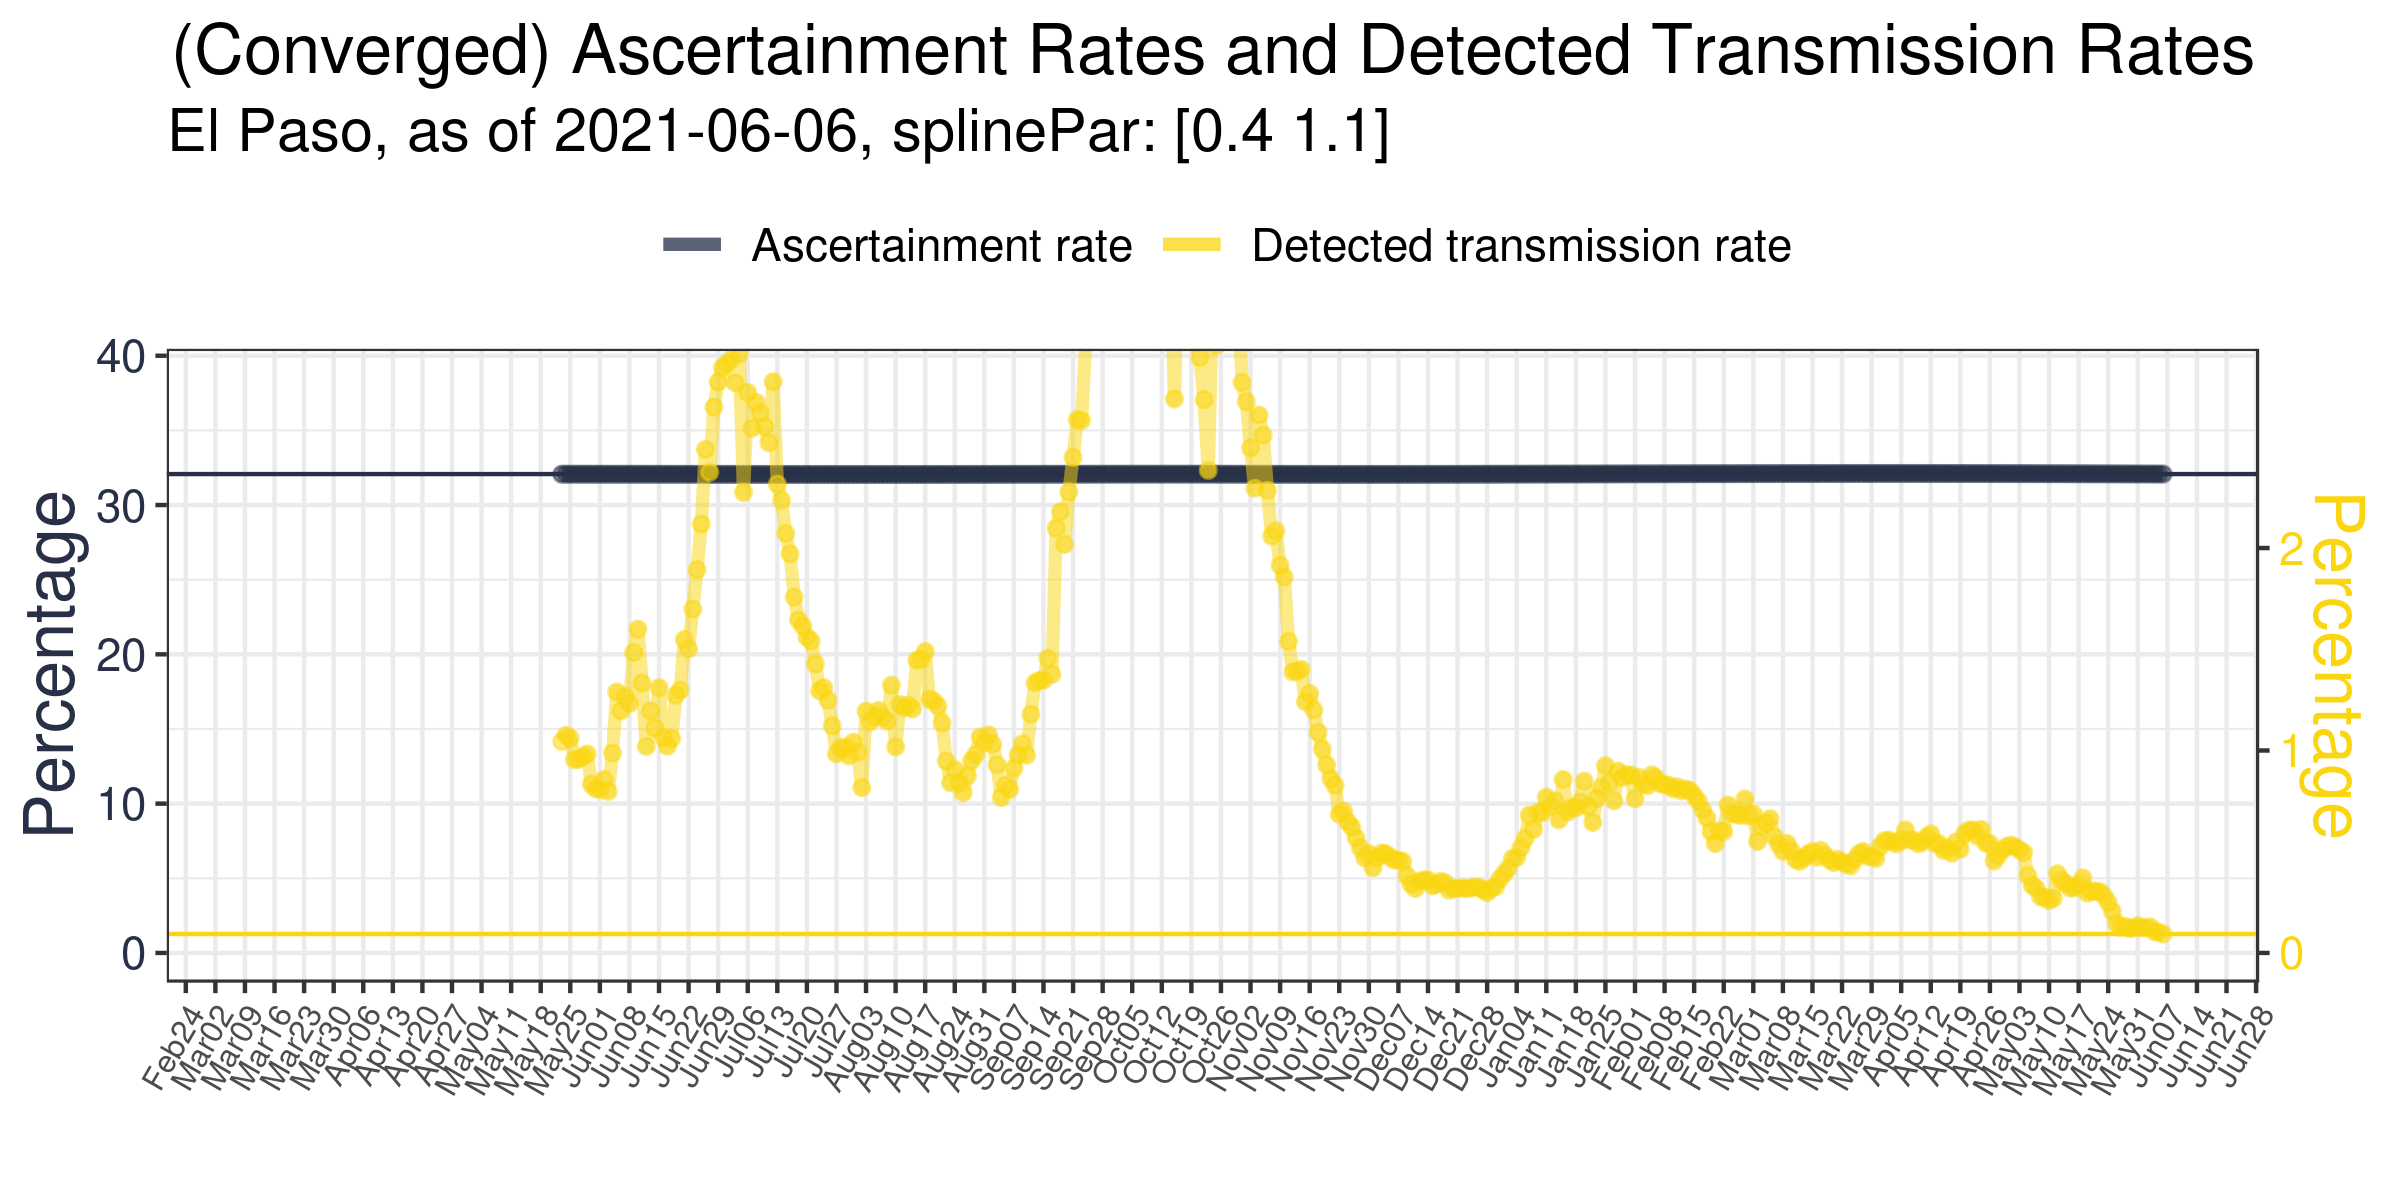 (Converged) Ascertainment Rates and Detected Transmission Rates
El Paso, as of 2021-06-06, splinePar: [0.4 1.1]
Ascertainment rate Detected transmission rate
Percentage
40
30
20
10
0
2
1
0
Percentage
Feb24 Mar02 Mar09 Mar16 Mar23 Mar30 Apr06 Apr13 Apr20 Apr27 May04 May11 May18 May25 Jun01 Jun08 Jun15 Jun22 Jun29 Jul06 Jul13 Jul20 Jul27 Aug03 Aug10 Aug17 Aug24 Aug31 Sep07 Sep14 Sep21 Sep28 Oct05 Oct12 Oct19 Oct26 Nov02 Nov09 Nov16 Nov23 Nov30 Dec07 Dec14 Dec21 Dec28 Jan04 Jan11 Jan18 Jan25 Feb01 Feb08 Feb15 Feb22 Mar01 Mar08 Mar15 Mar22 Mar29 Apr05 Apr12 Apr19 Apr26 May03 May10 May17 May24 May31 Jun07 Jun14 Jun21 Jun28